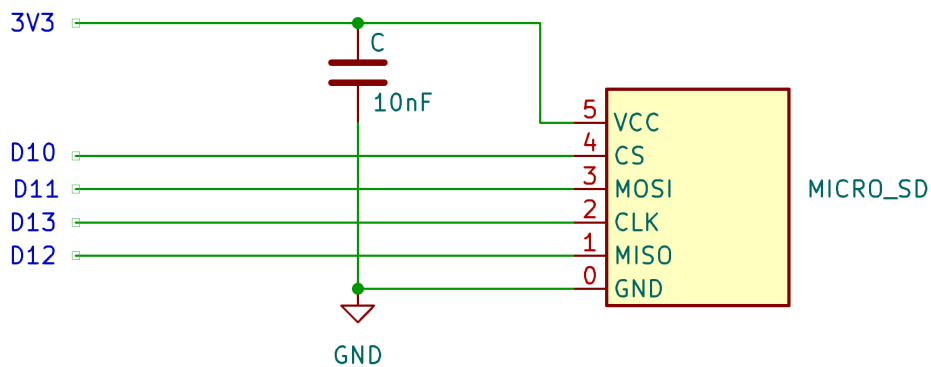 3V3
C
10nF
5
VCC
D10
4
CS
D11
3
MOSI
MICRO_SD
D13
2
CLK
D12
1
MISO
0
GND
GND